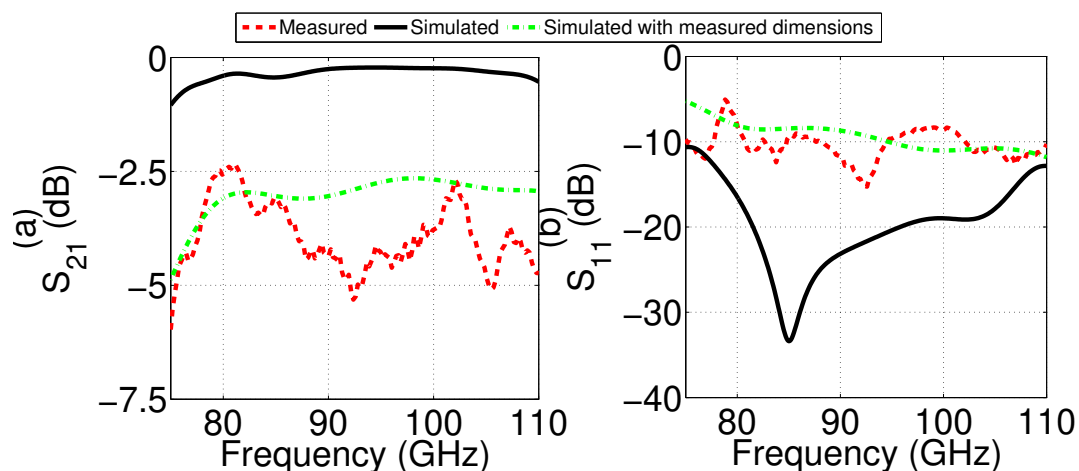 Measured Simulated Simulated with measured dimensions
(a)
S21 (dB)
0
−2.5
−5
−7.5
80 90 100 110
Frequency (GHz)
(b)
S11 (dB)
0
−10
−20
−30
−40
80 90 100 110
Frequency (GHz)